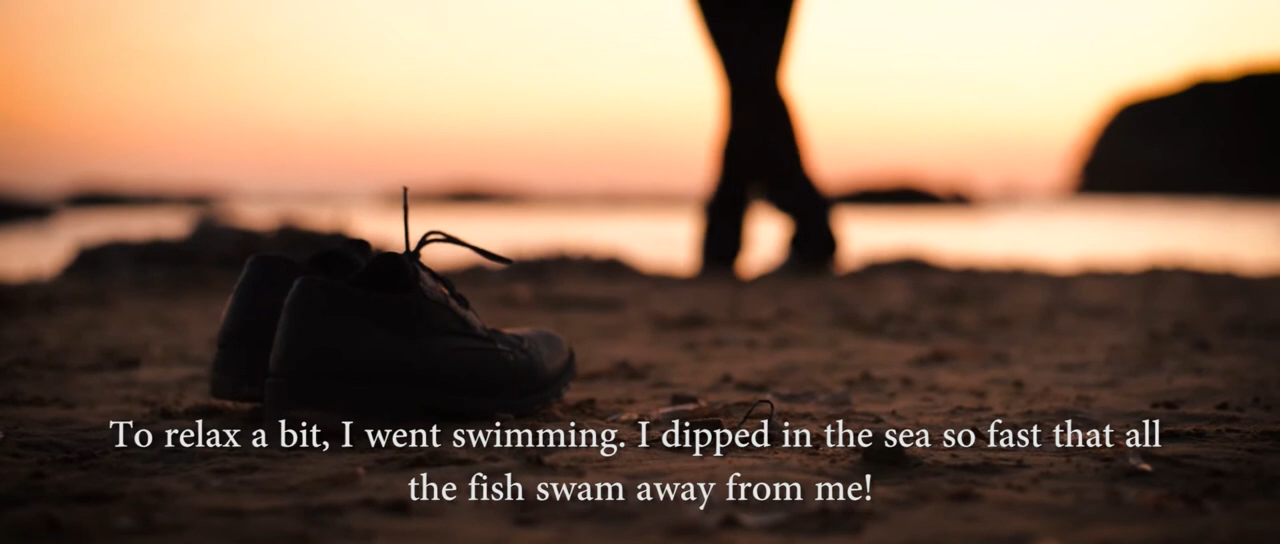 To relax a bit, I went swimming. I dipped in the sea so fast that all
the fish swam away from me!